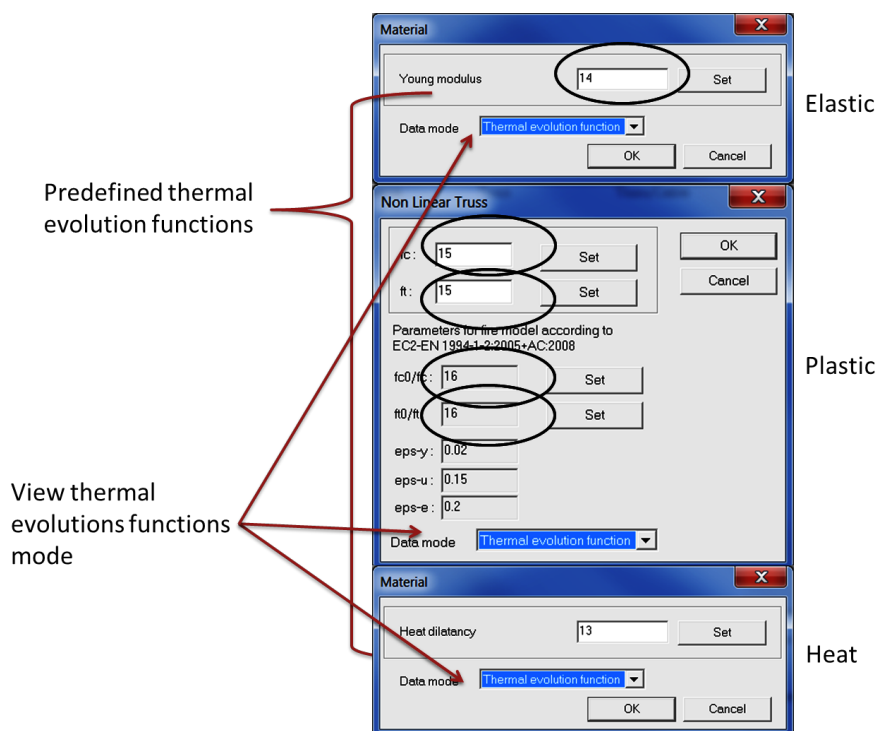 Material
Young modulus 14 Set
Elastic
Data mode Thermal evolution function
OK Cancel
Predefined thermal
evolution functions
Non Linear Truss
fc: 15 Set OK
ft: 15 Set Cancel
Parameters for fire model according to
EC2-EN 1994-1-2:2005+AC:2008
fc0/fc: 16 Set
Plastic
ft0/ft: 16 Set
eps-y: 0.02
eps-u: 0.15
eps-e: 0.2
View thermal
evolutions functions
mode
Data mode Thermal evolution function
Material
Heat dilatancy 13 Set
Heat
Data mode Thermal evolution function
OK Cancel